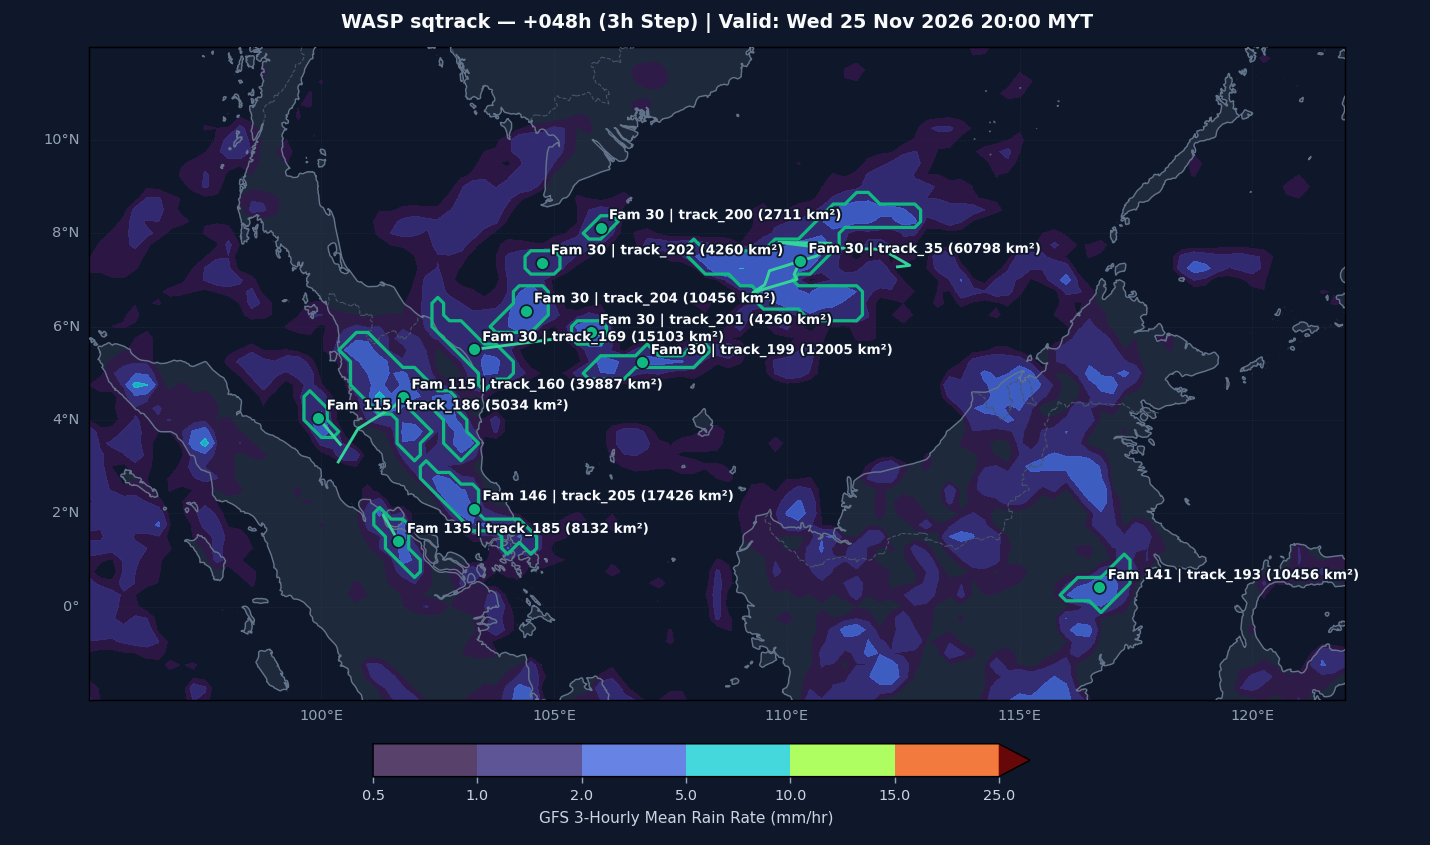 WASP sqtrack — +048h (3h Step) | Valid: Wed 25 Nov 2026 20:00 MYT
10°N
8°N
6°N
4°N
2°N
0°
Fam 30 | track_200 (2711 km²)
Fam 30 | track_202 (4260 km²)
Fam 30 | track_35 (60798 km²)
Fam 30 | track_204 (10456 km²)
Fam 30 | track_201 (4260 km²)
Fam 30 | track_169 (15103 km²)
Fam 30 | track_199 (12005 km²)
Fam 115 | track_160 (39887 km²)
Fam 115 | track_186 (5034 km²)
Fam 146 | track_205 (17426 km²)
Fam 135 | track_185 (8132 km²)
Fam 141 | track_193 (10456 km²)
100°E 105°E 110°E 115°E 120°E
0.5 1.0 2.0 5.0 10.0 15.0 25.0
GFS 3-Hourly Mean Rain Rate (mm/hr)